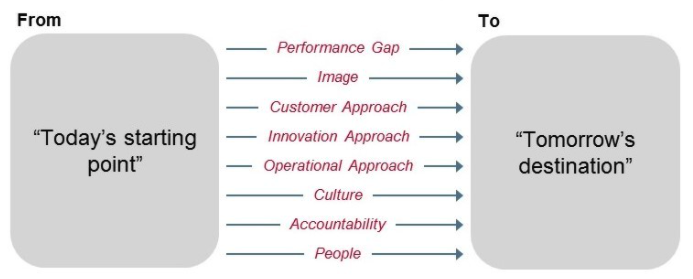 From
To
“Today’s starting
point”
Performance Gap
Image
Customer Approach
Innovation Approach
Operational Approach
Culture
Accountability
People
“Tomorrow’s
destination”